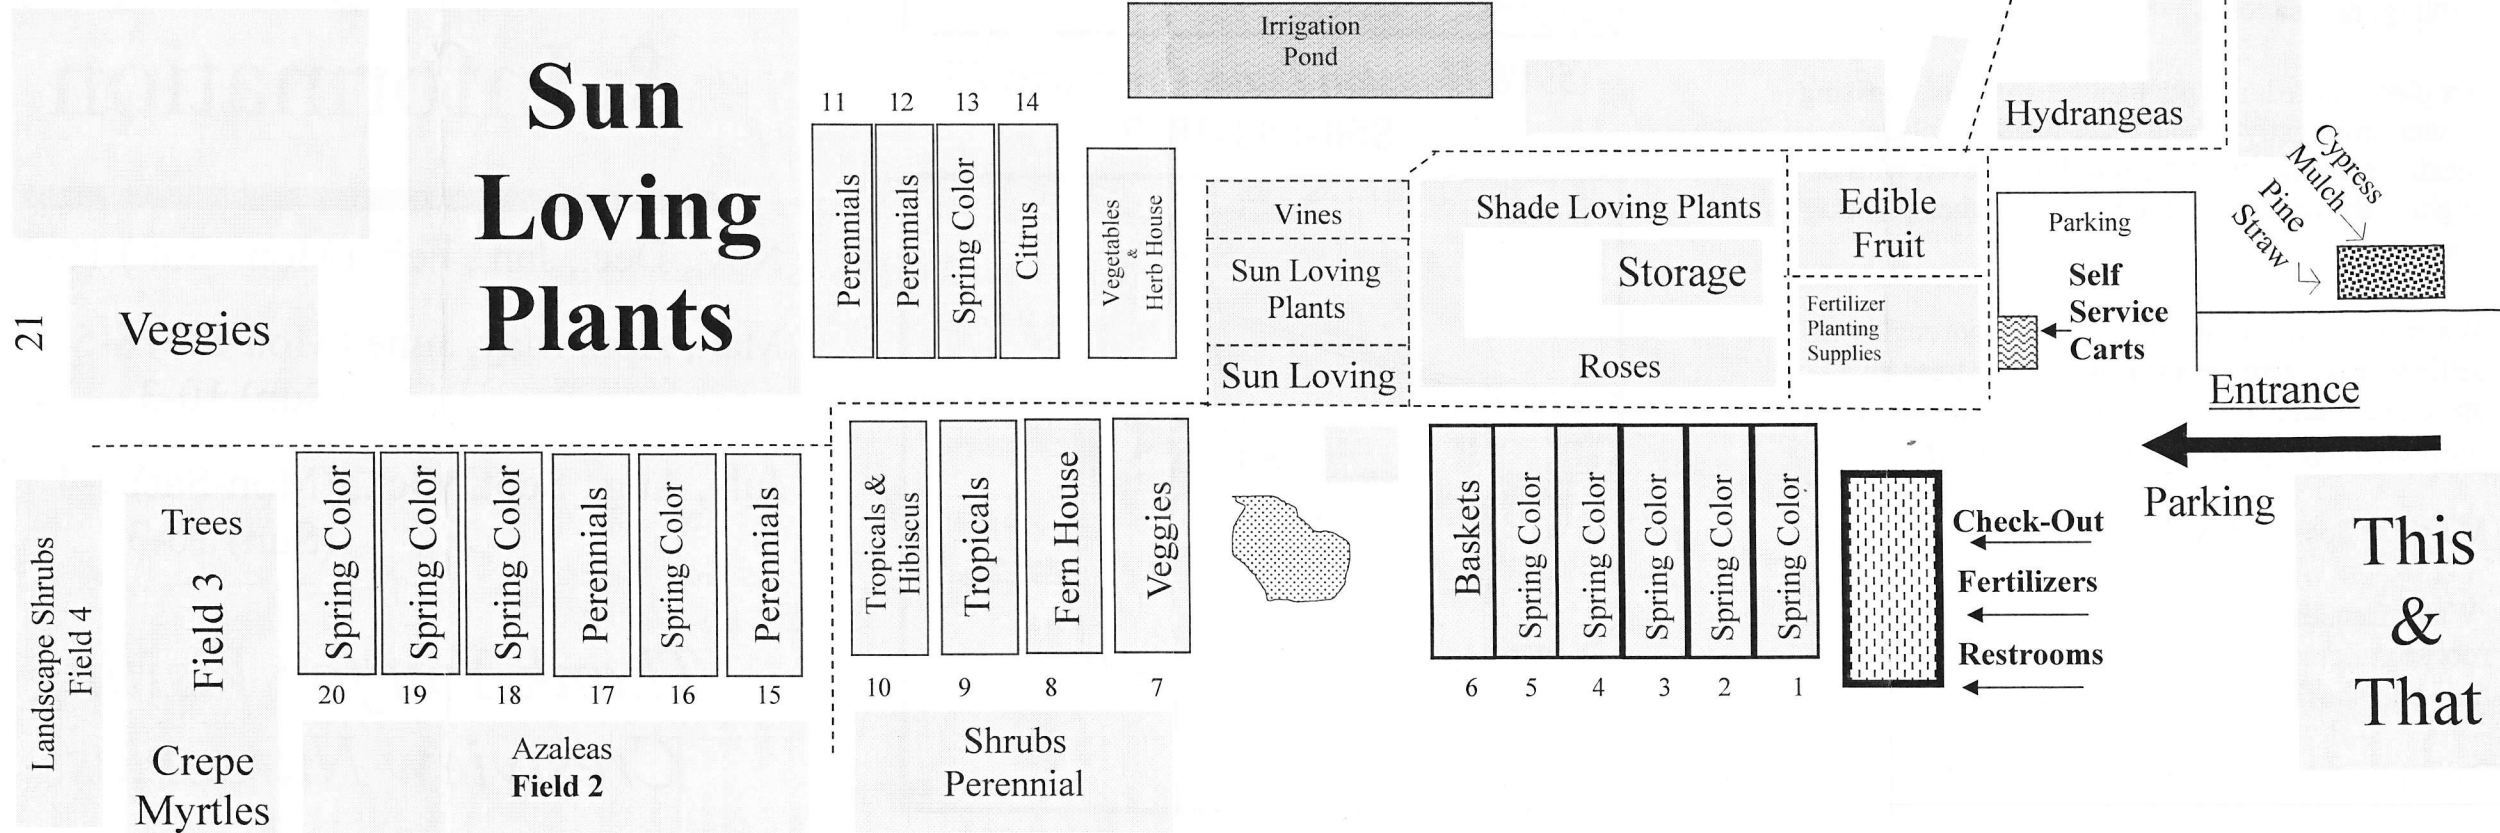 Irrigation
Pond
Sun
Loving
Plants
11
12
13
14
Perennials
Perennials
Spring Color
Citrus
Vegetables
&
Herb House
Vines
Sun Loving
Plants
Sun Loving
Shade Loving Plants
Storage
Roses
Edible
Fruit
Fertilizer
Planting
Supplies
Hydrangeas
Parking
Self
Service
Carts
Cypress
Mulch
Pine
Straw
Entrance
Parking
This
&
That
Check-Out
Fertilizers
Restrooms
21
Veggies
Landscape Shrubs
Field 4
Trees
Field 3
Crepe
Myrtles
Spring Color
Spring Color
Spring Color
Perennials
Spring Color
Perennials
20
19
18
17
16
15
Azaleas
Field 2
Tropicals &
Hibiscus
Tropicals
Fern House
Veggies
10
9
8
7
Shrubs
Perennial
Baskets
Spring Color
Spring Color
Spring Color
Spring Color
Spring Color
6
5
4
3
2
1